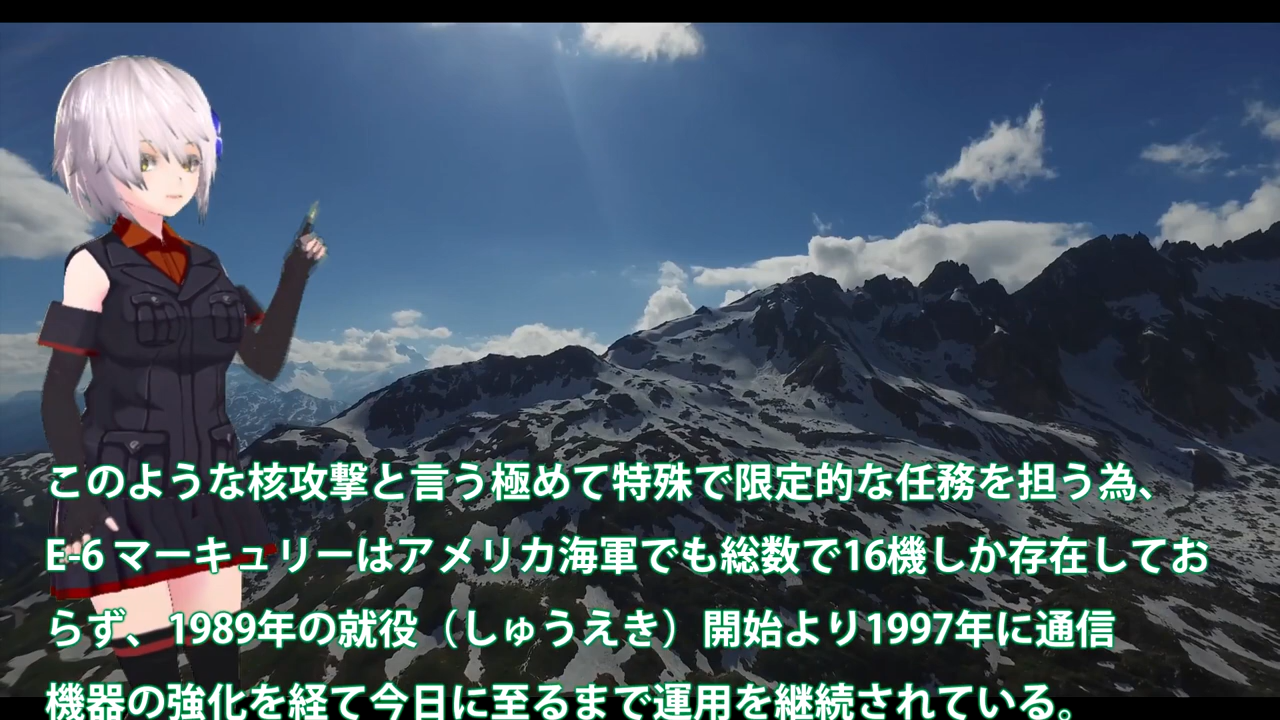 このような核攻撃と言う極めて特殊で限定的な任務を担う為、
E-6 マーキュリーはアメリカ海軍でも総数で16機しか存在してお
らず、1989年の就役（しゅうえき）開始より1997年に通信
機器の強化を経て今日に至るまで運用を継続されている。